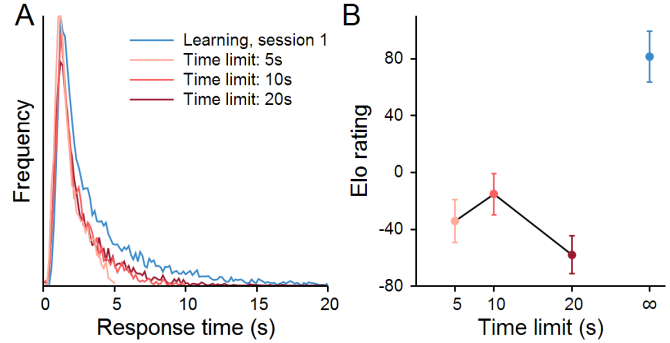 A
Learning, session 1
Time limit: 5s
Time limit: 10s
Time limit: 20s
Frequency
0 5 10 15 20
Response time (s)
B
80
40
0
-40
-80
Elo rating
5 10 20 ∞
Time limit (s)